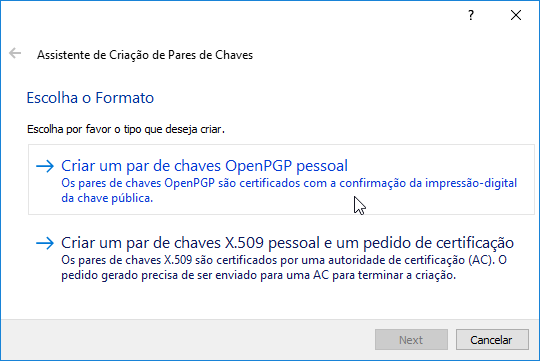 ?
Assistente de Criação de Pares de Chaves
Escolha o Formato
Escolha por favor o tipo que deseja criar.
Criar um par de chaves OpenPGP pessoal
Os pares de chaves OpenPGP são certificados com a confirmação da impressão-digital
da chave pública.
Criar um par de chaves X.509 pessoal e um pedido de certificação
Os pares de chaves X.509 são certificados por uma autoridade de certificação (AC). O
pedido gerado precisa de ser enviado para uma AC para terminar a criação.
Next
Cancelar